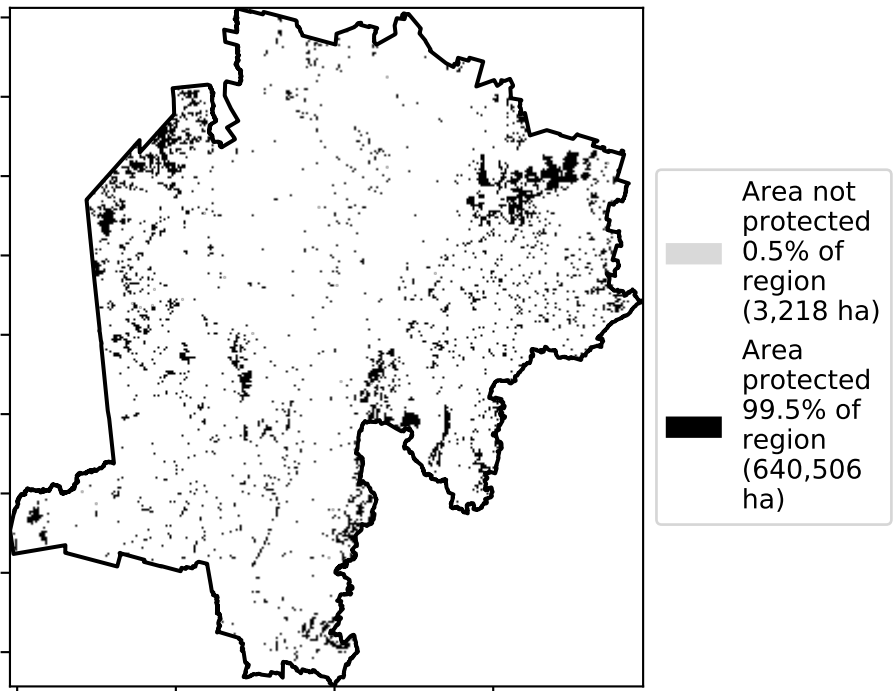 Area not
protected
0.5% of
region
(3,218 ha)
Area
protected
99.5% of
region
(640,506
ha)